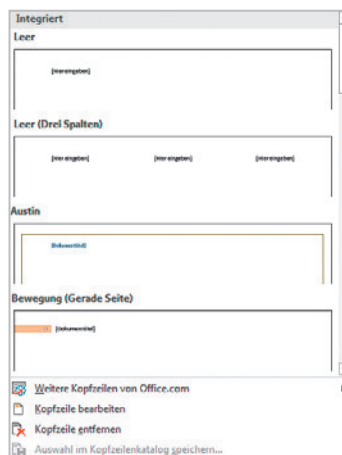 Integriert
Leer
[Hier eingeben]
Leer (Drei Spalten)
[Hier eingeben] [Hier eingeben] [Hier eingeben]
Austin
[Dokumenttitel]
Bewegung (Gerade Seite)
[Dokumenttitel]
Weitere Kopfzeilen von Office.com
Kopfzeile bearbeiten
Kopfzeile entfernen
Auswahl im Kopfzeilenkatalog speichern...